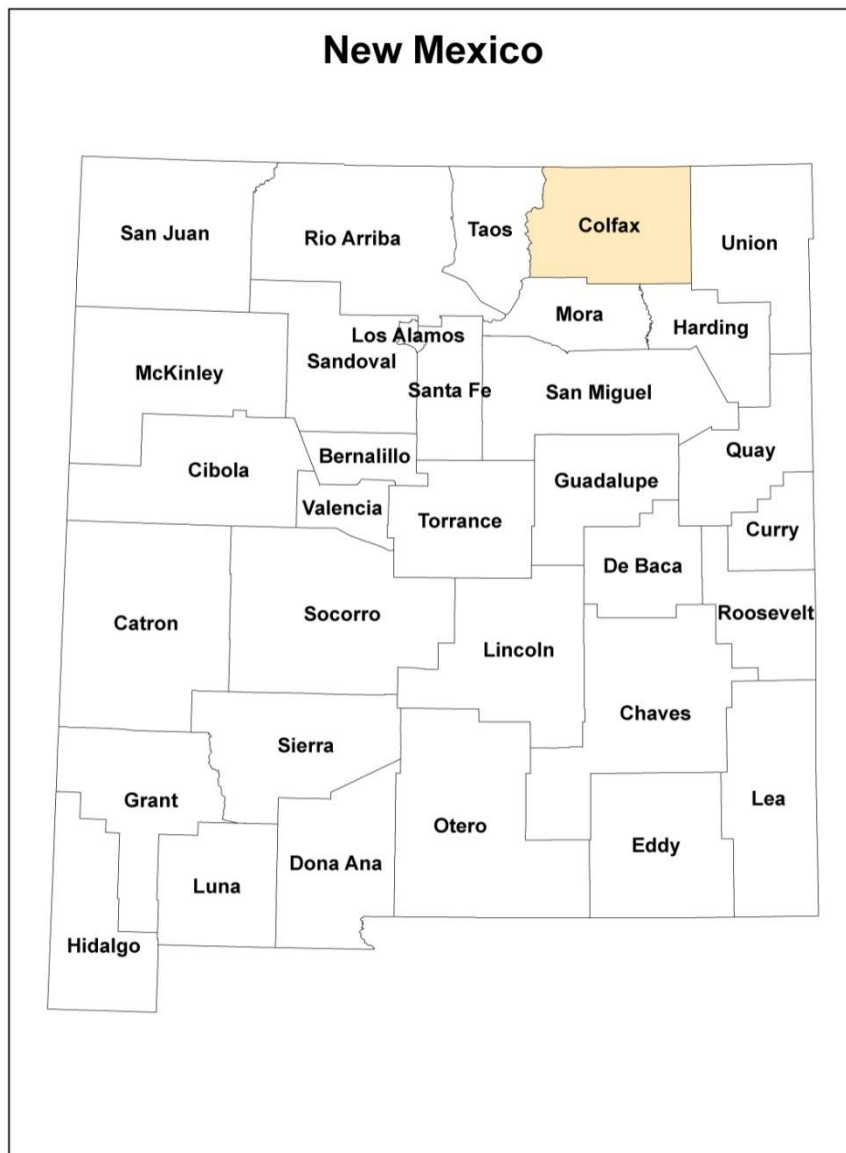 New Mexico
San Juan
Rio Arriba
Taos
Colfax
Union
Mora
Harding
Los Alamos
Sandoval
McKinley
Santa Fe
San Miguel
Quay
Bernalillo
Cibola
Guadalupe
Valencia
Torrance
Curry
De Baca
Roosevelt
Catron
Socorro
Lincoln
Chaves
Sierra
Grant
Lea
Otero
Eddy
Dona Ana
Luna
Hidalgo